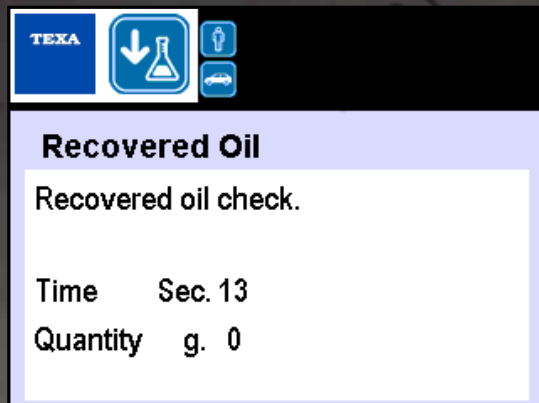 TEXA
Recovered Oil
Recovered oil check.
Time Sec. 13
Quantity g. 0